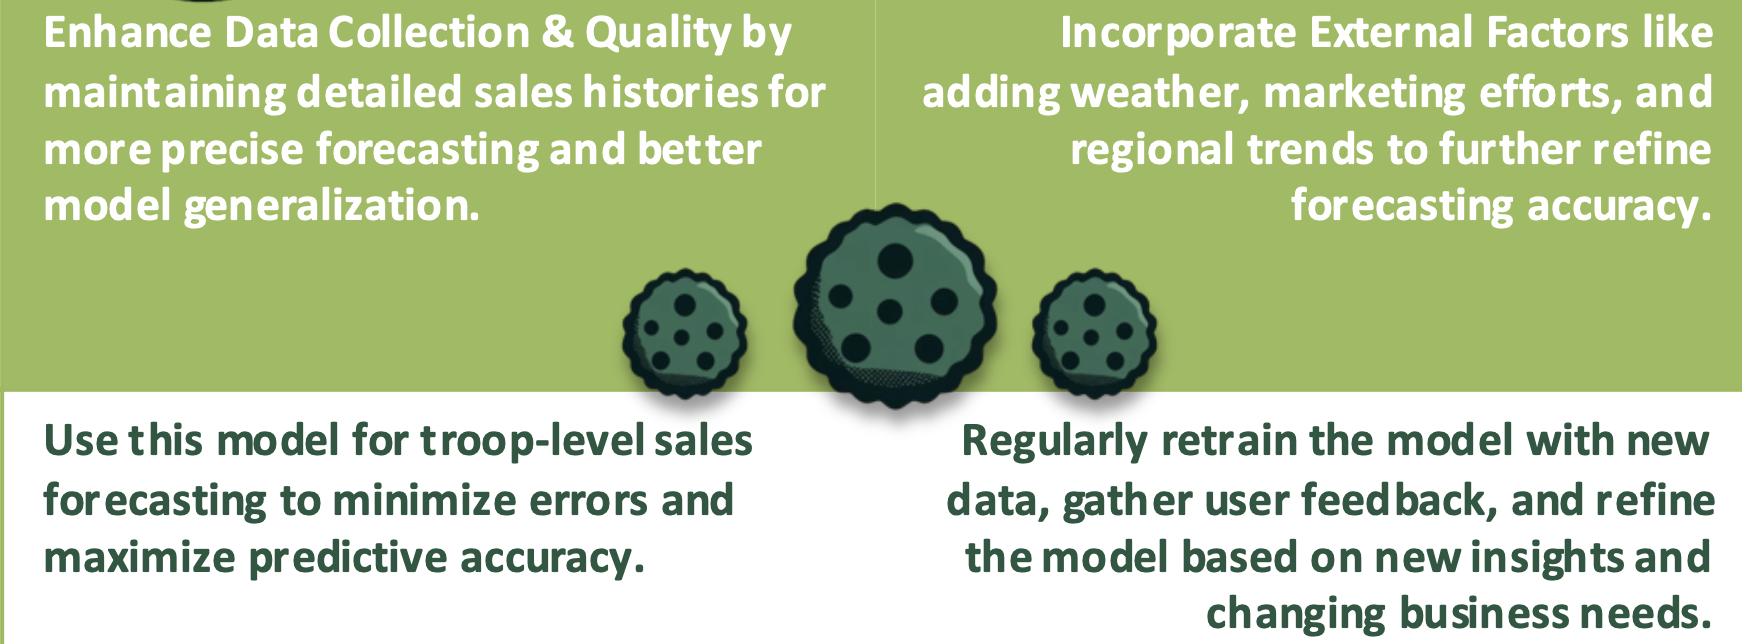 Enhance Data Collection & Quality by
maintaining detailed sales histories for
more precise forecasting and better
model generalization.
Incorporate External Factors like
adding weather, marketing efforts, and
regional trends to further refine
forecasting accuracy.
Use this model for troop-level sales
forecasting to minimize errors and
maximize predictive accuracy.
Regularly retrain the model with new
data, gather user feedback, and refine
the model based on new insights and
changing business needs.